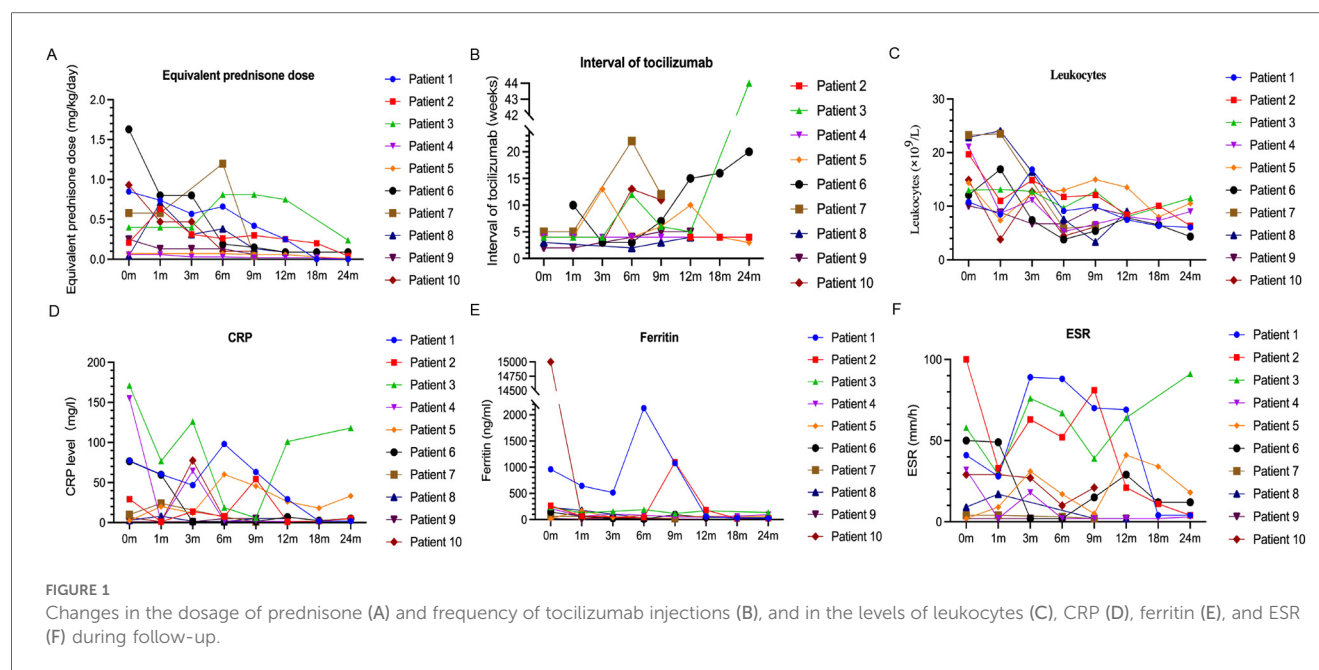 A
Equivalent prednisone dose
Equivalent prednisone dose (mg/kg/day)
2.0
1.5
1.0
0.5
0.0
0m 1m 3m 6m 9m 12m 18m 24m
Patient 1
Patient 2
Patient 3
Patient 4
Patient 5
Patient 6
Patient 7
Patient 8
Patient 9
Patient 10
B
Interval of tocilizumab
Interval of tocilizumab (weeks)
44
43
42
20
15
10
5
0
0m 1m 3m 6m 9m 12m 18m 24m
Patient 2
Patient 3
Patient 4
Patient 5
Patient 6
Patient 7
Patient 8
Patient 9
Patient 10
C
Leukocytes
Leukocytes (×10^9/L)
30
20
10
0
0m 1m 3m 6m 9m 12m 18m 24m
Patient 1
Patient 2
Patient 3
Patient 4
Patient 5
Patient 6
Patient 7
Patient 8
Patient 9
Patient 10
D
CRP
CRP level (mg/l)
200
150
100
50
0
0m 1m 3m 6m 9m 12m 18m 24m
Patient 1
Patient 2
Patient 3
Patient 4
Patient 5
Patient 6
Patient 7
Patient 8
Patient 9
Patient 10
E
Ferritin
Ferritin (ng/ml)
15000
14750
14500
2000
1500
1000
500
0
0m 1m 3m 6m 9m 12m 18m 24m
Patient 1
Patient 2
Patient 3
Patient 4
Patient 5
Patient 6
Patient 7
Patient 8
Patient 9
Patient 10
F
ESR
ESR (mm/h)
100
50
0
0m 1m 3m 6m 9m 12m 18m 24m
Patient 1
Patient 2
Patient 3
Patient 4
Patient 5
Patient 6
Patient 7
Patient 8
Patient 9
Patient 10
FIGURE 1
Changes in the dosage of prednisone (A) and frequency of tocilizumab injections (B), and in the levels of leukocytes (C), CRP (D), ferritin (E), and ESR
(F) during follow-up.